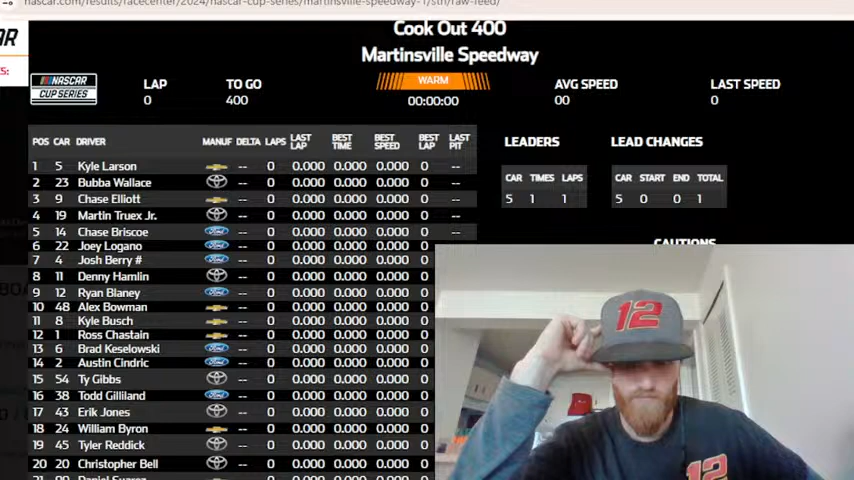 nascar.com/results/racecenter/2024/nascar-cup-series/martinsville-speedway-1/stn/raw-feed/
Cook Out 400
Martinsville Speedway
NASCAR
CUP SERIES
LAP TO GO WARM AVG SPEED LAST SPEED
0 400 00:00:00 00 0
POS CAR DRIVER MANUF DELTA LAPS LAST LAP BEST TIME BEST SPEED BEST LAP LAST PIT
1 5 Kyle Larson -- 0 0.000 0.000 0.000 0 --
2 23 Bubba Wallace TOYOTA -- 0 0.000 0.000 0.000 0 --
3 9 Chase Elliott -- 0 0.000 0.000 0.000 0 --
4 19 Martin Truex Jr. -- 0 0.000 0.000 0.000 0 --
5 14 Chase Briscoe Ford -- 0 0.000 0.000 0.000 0 --
6 22 Joey Logano Ford -- 0 0.000 0.000 0.000 0
7 4 Josh Berry # Ford -- 0 0.000 0.000 0.000 0
8 11 Denny Hamlin -- 0 0.000 0.000 0.000 0
9 12 Ryan Blaney Ford -- 0 0.000 0.000 0.000 0
10 48 Alex Bowman -- 0 0.000 0.000 0.000 0
11 8 Kyle Busch -- 0 0.000 0.000 0.000 0
12 1 Ross Chastain -- 0 0.000 0.000 0.000 0
13 6 Brad Keselowski Ford -- 0 0.000 0.000 0.000 0
14 2 Austin Cindric Ford -- 0 0.000 0.000 0.000 0
15 54 Ty Gibbs -- 0 0.000 0.000 0.000 0
16 38 Todd Gilliland Ford -- 0 0.000 0.000 0.000 0
17 43 Erik Jones -- 0 0.000 0.000 0.000 0
18 24 William Byron -- 0 0.000 0.000 0.000 0
19 45 Tyler Reddick -- 0 0.000 0.000 0.000 0
20 20 Christopher Bell -- 0 0.000 0.000 0.000 0
LEADERS
CAR TIMES LAPS
5 1 1
LEAD CHANGES
CAR START END TOTAL
5 0 0 1
CAUTIONS
12
12